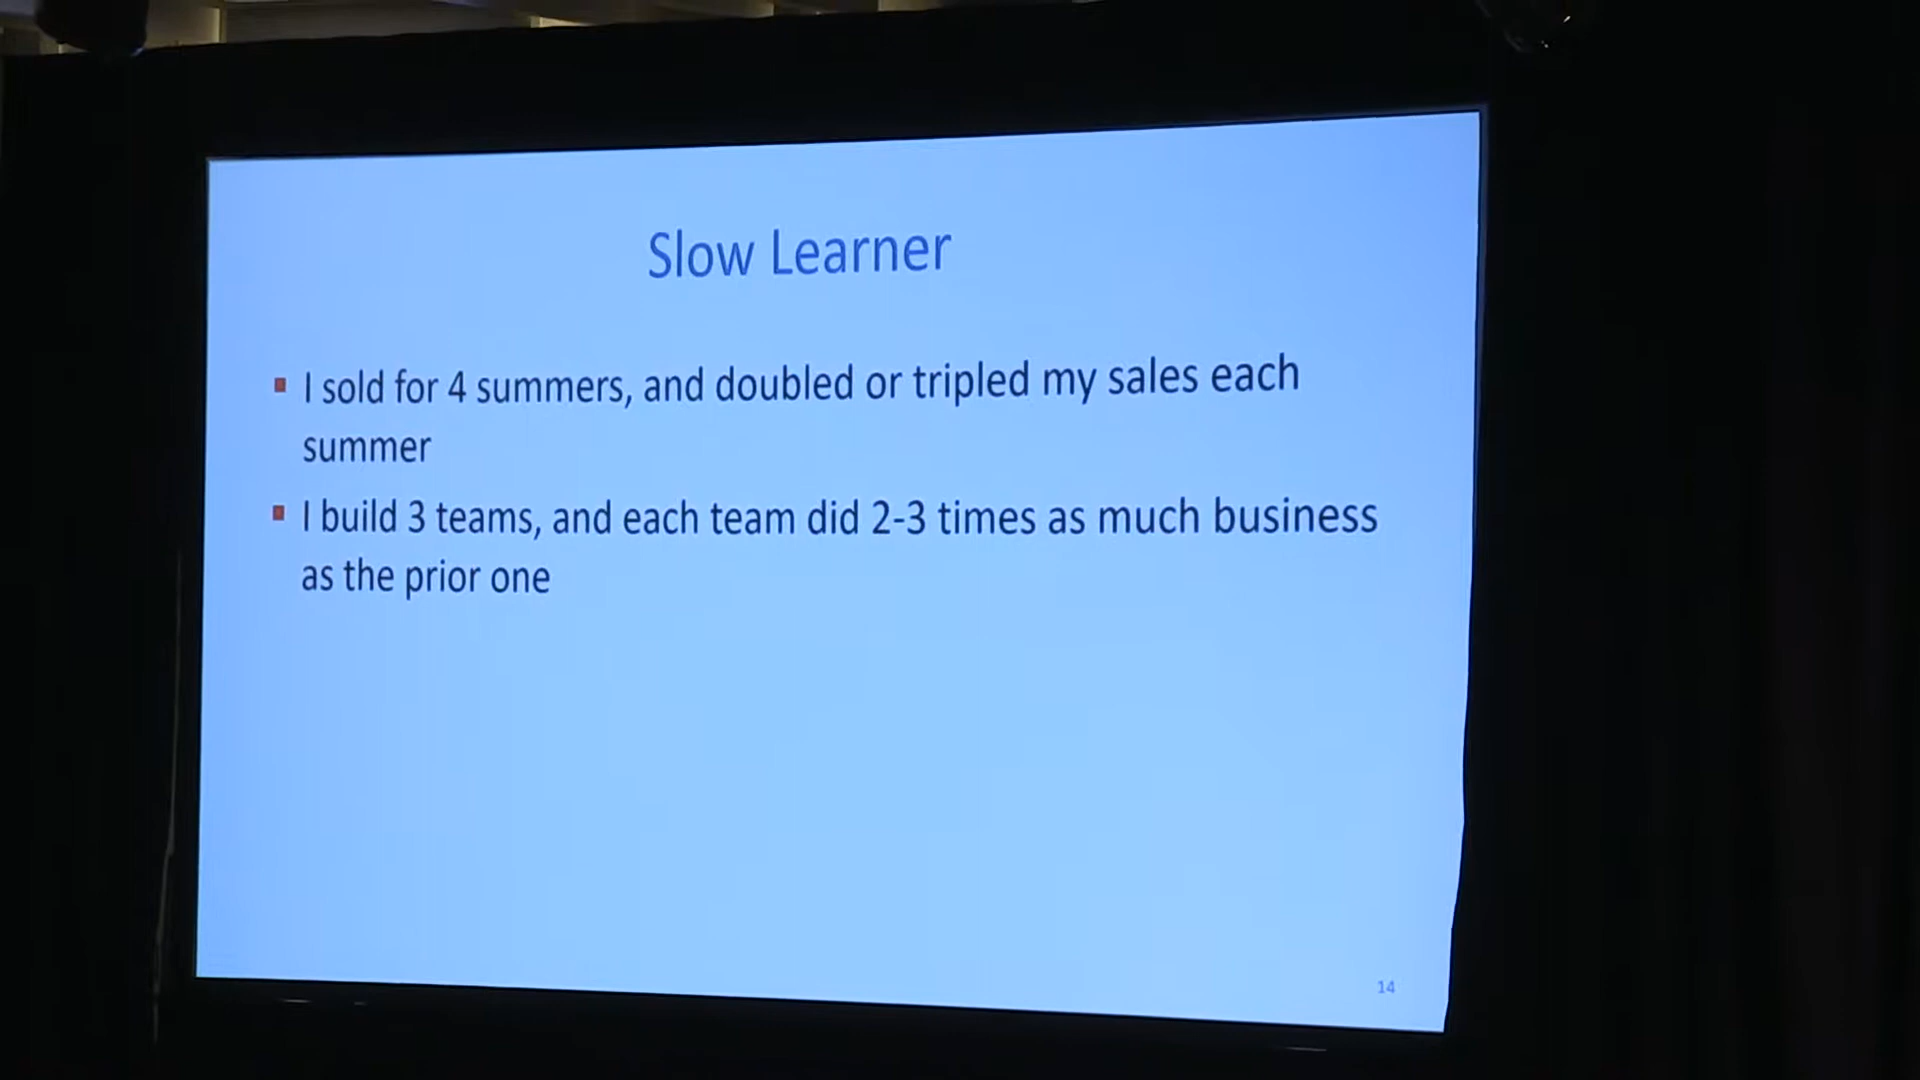 Slow Learner
▪ I sold for 4 summers, and doubled or tripled my sales each
summer
▪ I build 3 teams, and each team did 2-3 times as much business
as the prior one
14